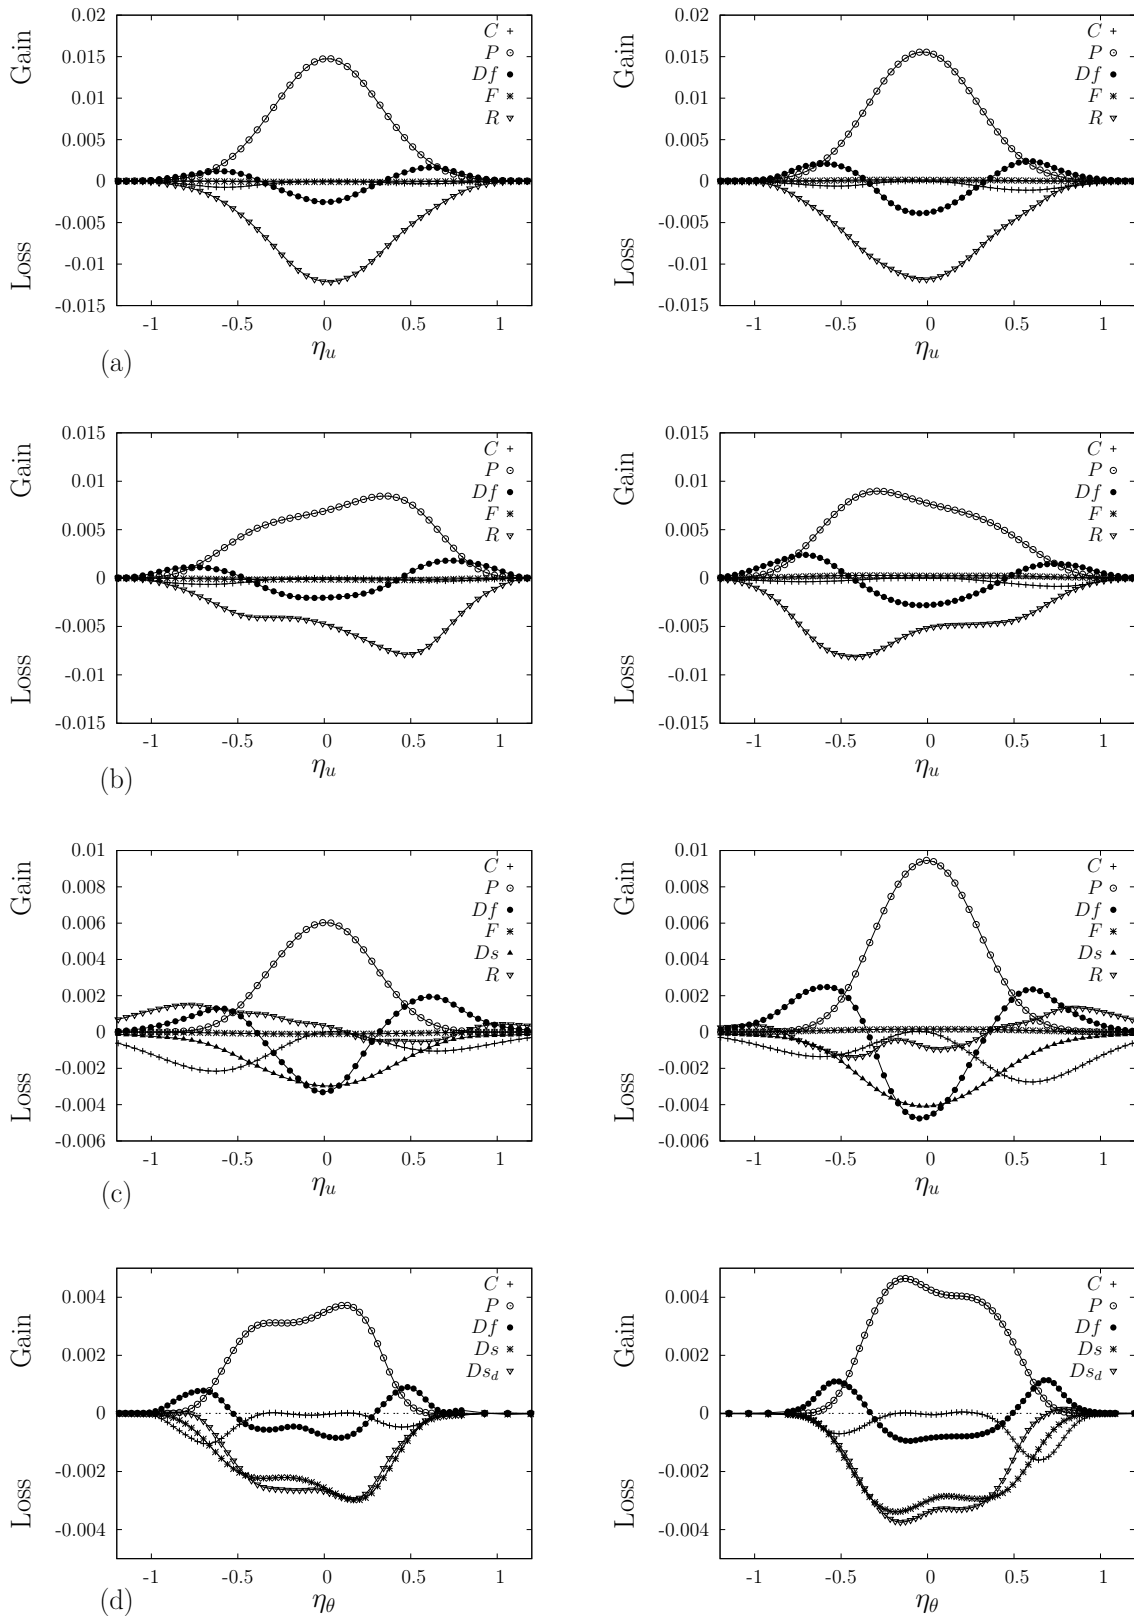 Gain
Loss
0.02
0.015
0.01
0.005
0
-0.005
-0.01
-0.015
C
P
Df
F
R
-1
-0.5
0
0.5
1
η_u
(a)
Gain
Loss
0.02
0.015
0.01
0.005
0
-0.005
-0.01
-0.015
C
P
Df
F
R
-1
-0.5
0
0.5
1
η_u
Gain
Loss
0.015
0.01
0.005
0
-0.005
-0.01
-0.015
C
P
Df
F
R
-1
-0.5
0
0.5
1
η_u
(b)
Gain
Loss
0.015
0.01
0.005
0
-0.005
-0.01
-0.015
C
P
Df
F
R
-1
-0.5
0
0.5
1
η_u
Gain
Loss
0.01
0.008
0.006
0.004
0.002
0
-0.002
-0.004
-0.006
C
P
Df
F
Ds
R
-1
-0.5
0
0.5
1
η_u
(c)
Gain
Loss
0.01
0.008
0.006
0.004
0.002
0
-0.002
-0.004
-0.006
C
P
Df
F
Ds
R
-1
-0.5
0
0.5
1
η_u
Gain
Loss
0.004
0.002
0
-0.002
-0.004
C
P
Df
Ds
Ds_d
-1
-0.5
0
0.5
1
η_θ
(d)
Gain
Loss
0.004
0.002
0
-0.002
-0.004
C
P
Df
Ds
Ds_d
-1
-0.5
0
0.5
1
η_θ